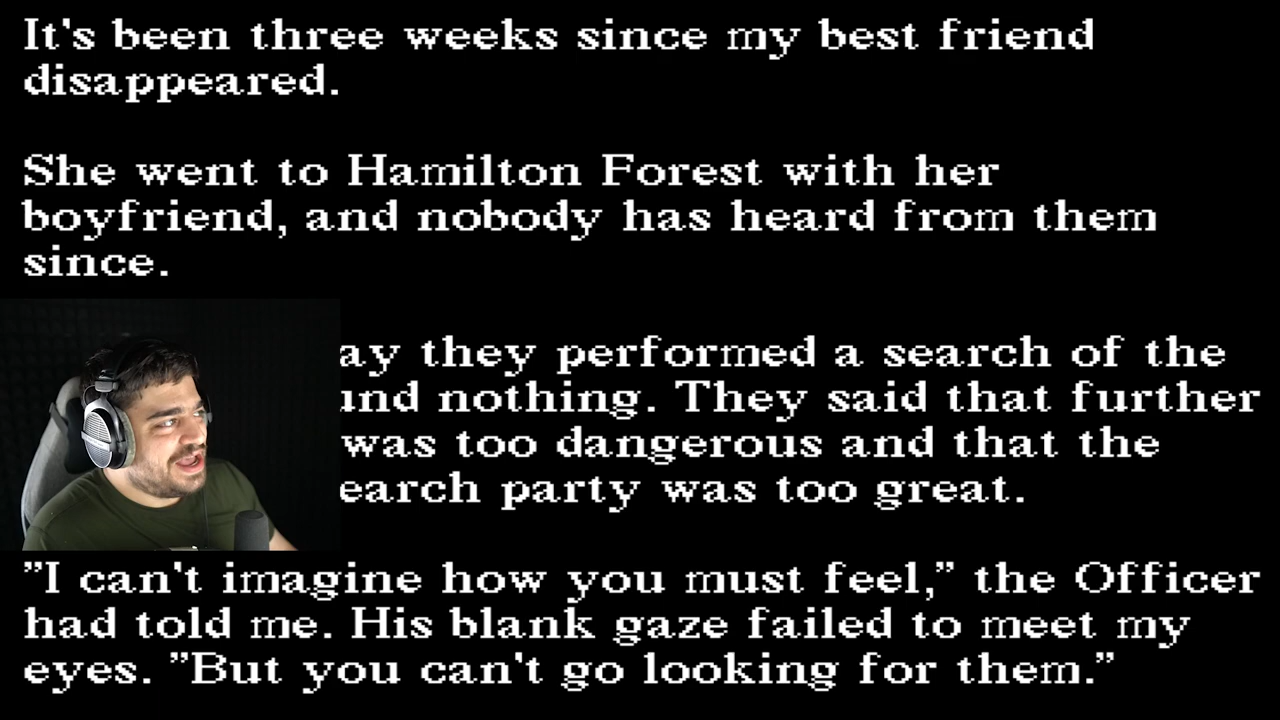 It's been three weeks since my best friend
disappeared.
She went to Hamilton Forest with her
boyfriend, and nobody has heard from them
since.
they performed a search of the
nothing. They said that further
was too dangerous and that the
party was too great.
”I can't imagine how you must feel,” the Officer
had told me. His blank gaze failed to meet my
eyes. ”But you can't go looking for them.”